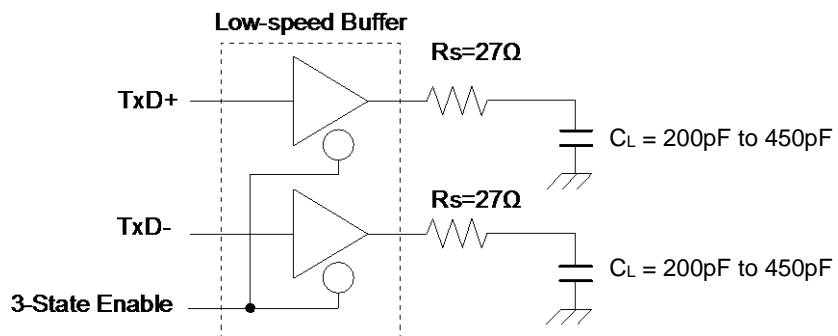 Low-speed Buffer
Rs=27Ω
TxD+
CL = 200pF to 450pF
Rs=27Ω
TxD-
CL = 200pF to 450pF
3-State Enable